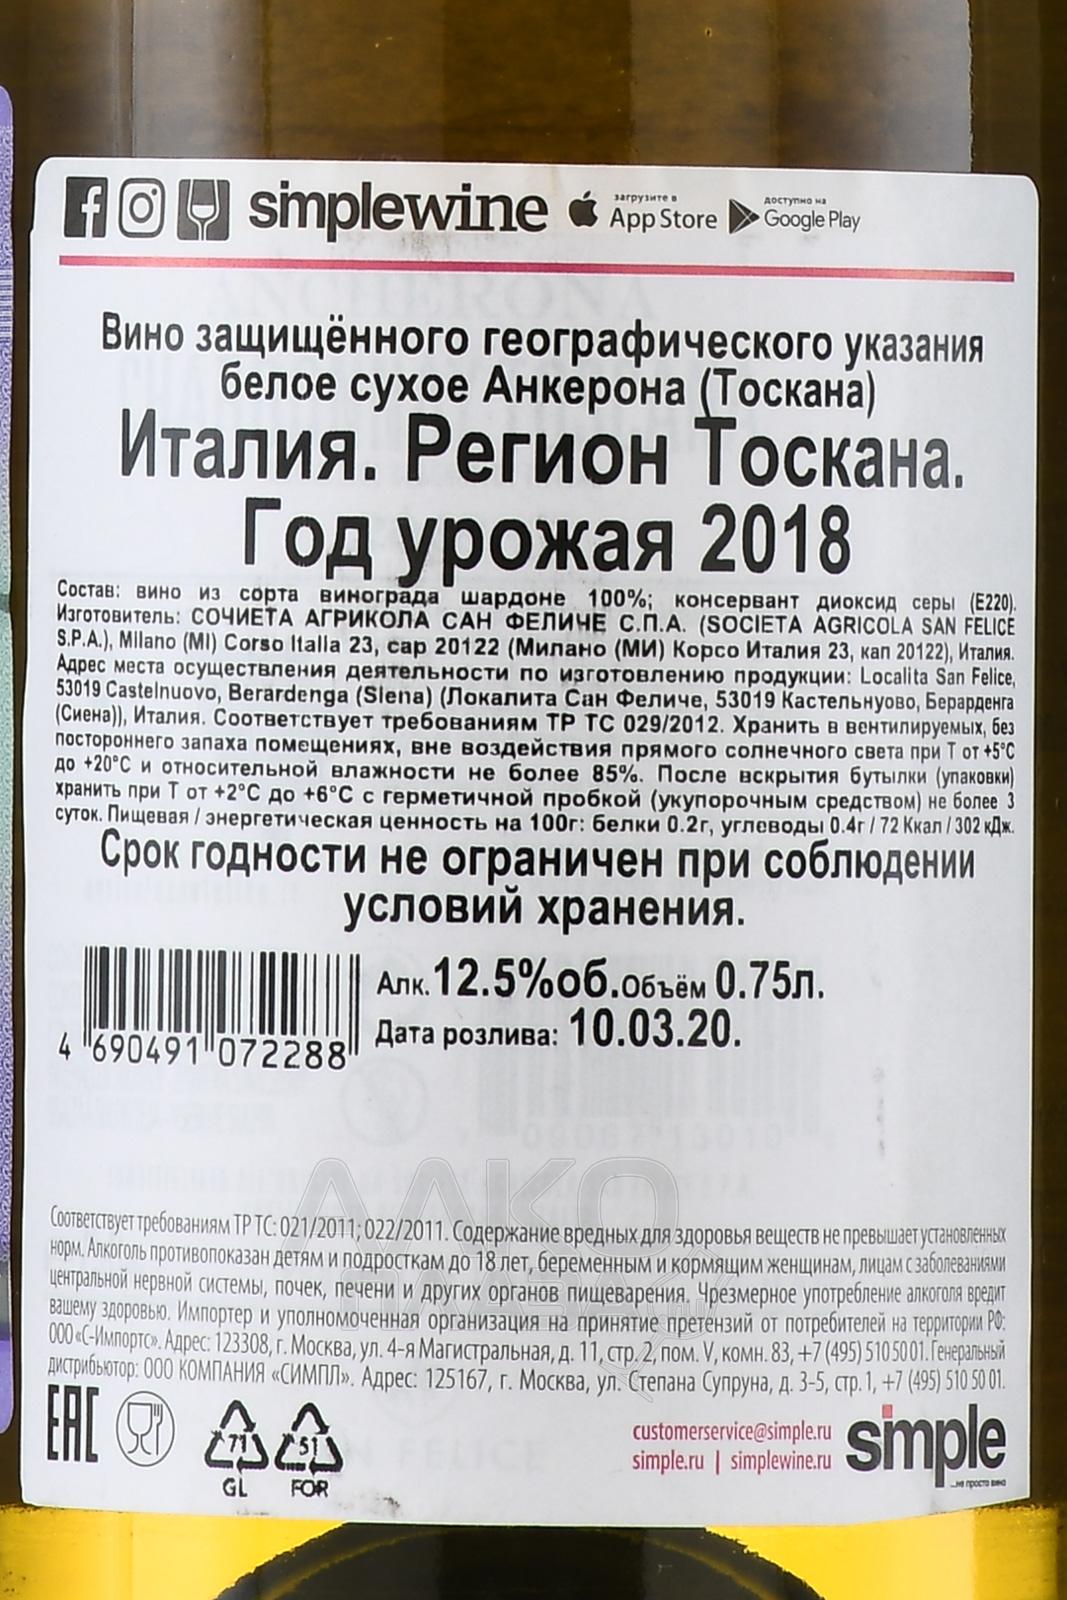 simplewine загрузите в App Store доступно на Google Play
Вино защищённого географического указания
белое сухое Анкерона (Тоскана)
Италия. Регион Тоскана.
Год урожая 2018
Состав: вино из сорта винограда шардоне 100%; консервант диоксид серы (E220).
Изготовитель: СОЧИЕТА АГРИКОЛА САН ФЕЛИЧЕ С.П.А. (SOCIETA AGRICOLA SAN FELICE
S.P.A.), Milano (MI) Corso Italla 23, cap 20122 (Милано (МИ) Корсо Италия 23, кап 20122), Италия.
Адрес места осуществления деятельности по изготовлению продукции: Localita San Felice,
53019 Castelnuovo, Berardenga (Siena) (Локалита Сан Феличе, 53019 Кастельнуово, Берарденга
(Сиена)), Италия. Соответствует требованиям ТР ТС 029/2012. Хранить в вентилируемых, без
постороннего запаха помещениях, вне воздействия прямого солнечного света при Т от +5°С
до +20°С и относительной влажности не более 85%. После вскрытия бутылки (упаковки)
хранить при Т от +2°С до +6°С с герметичной пробкой (укупорочным средством) не более 3
суток. Пищевая / энергетическая ценность на 100г: белки 0.2г, углеводы 0.4г / 72 Ккал / 302 кДж.
Срок годности не ограничен при соблюдении
условий хранения.
Алк. 12.5%об. Объём 0.75л.
Дата розлива: 10.03.20.
4 690491 072288
АЛКО
ПЛАЗА
Соответствует требованиям ТР ТС: 021/2011; 022/2011. Содержание вредных для здоровья веществ не превышает установленных
норм. Алкоголь противопоказан детям и подросткам до 18 лет, беременным и кормящим женщинам, лицам с заболеваниями
центральной нервной системы, почек, печени и других органов пищеварения. Чрезмерное употребление алкоголя вредит
вашему здоровью. Импортер и уполномоченная организация на принятие претензий от потребителей на территории РФ:
ООО «С-Импортс». Адрес: 123308, г. Москва, ул. 4-я Магистральная, д. 11, стр. 2, пом. V, комн. 83, +7 (495) 510 50 01. Генеральный
дистрибьютор: ООО КОМПАНИЯ «СИМПЛ». Адрес: 125167, г. Москва, ул. Степана Супруна, д. 3-5, стр. 1, +7 (495) 510 50 01.
EAC
71
GL
51
FOR
customerservice@simple.ru
simple.ru | simplewine.ru
simple
...не просто вино